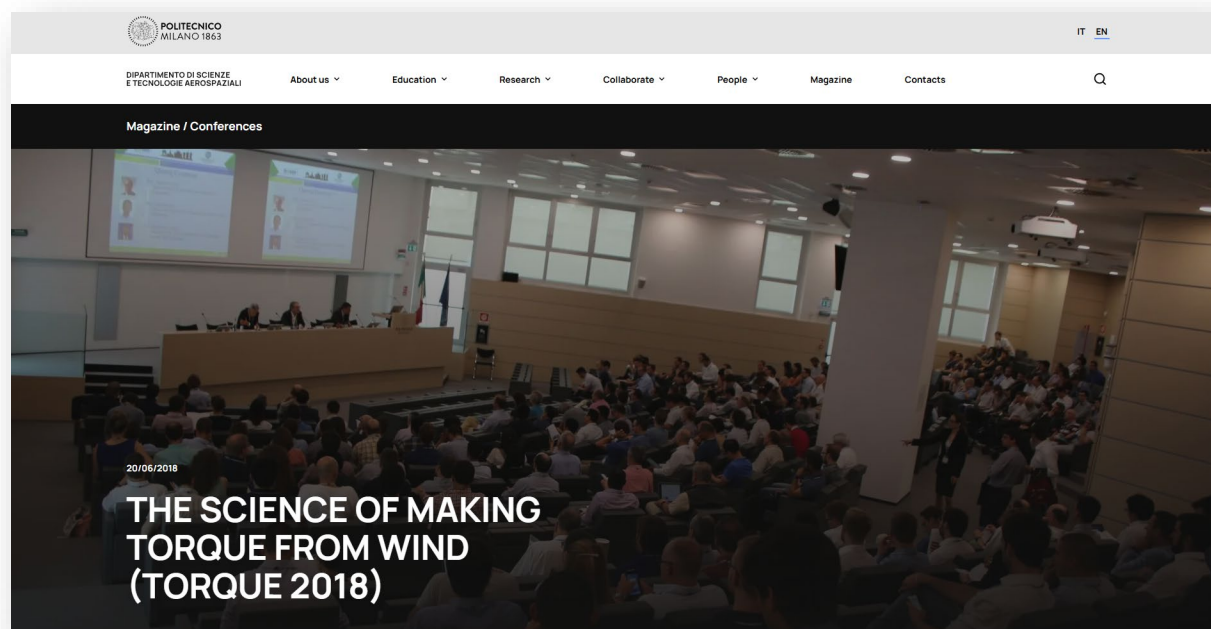 POLITECNICO
MILANO 1863
IT EN
DIPARTIMENTO DI SCIENZE
E TECNOLOGIE AEROSPAZIALI
About us
Education
Research
Collaborate
People
Magazine
Contacts
Magazine / Conferences
20/06/2018
THE SCIENCE OF MAKING
TORQUE FROM WIND
(TORQUE 2018)